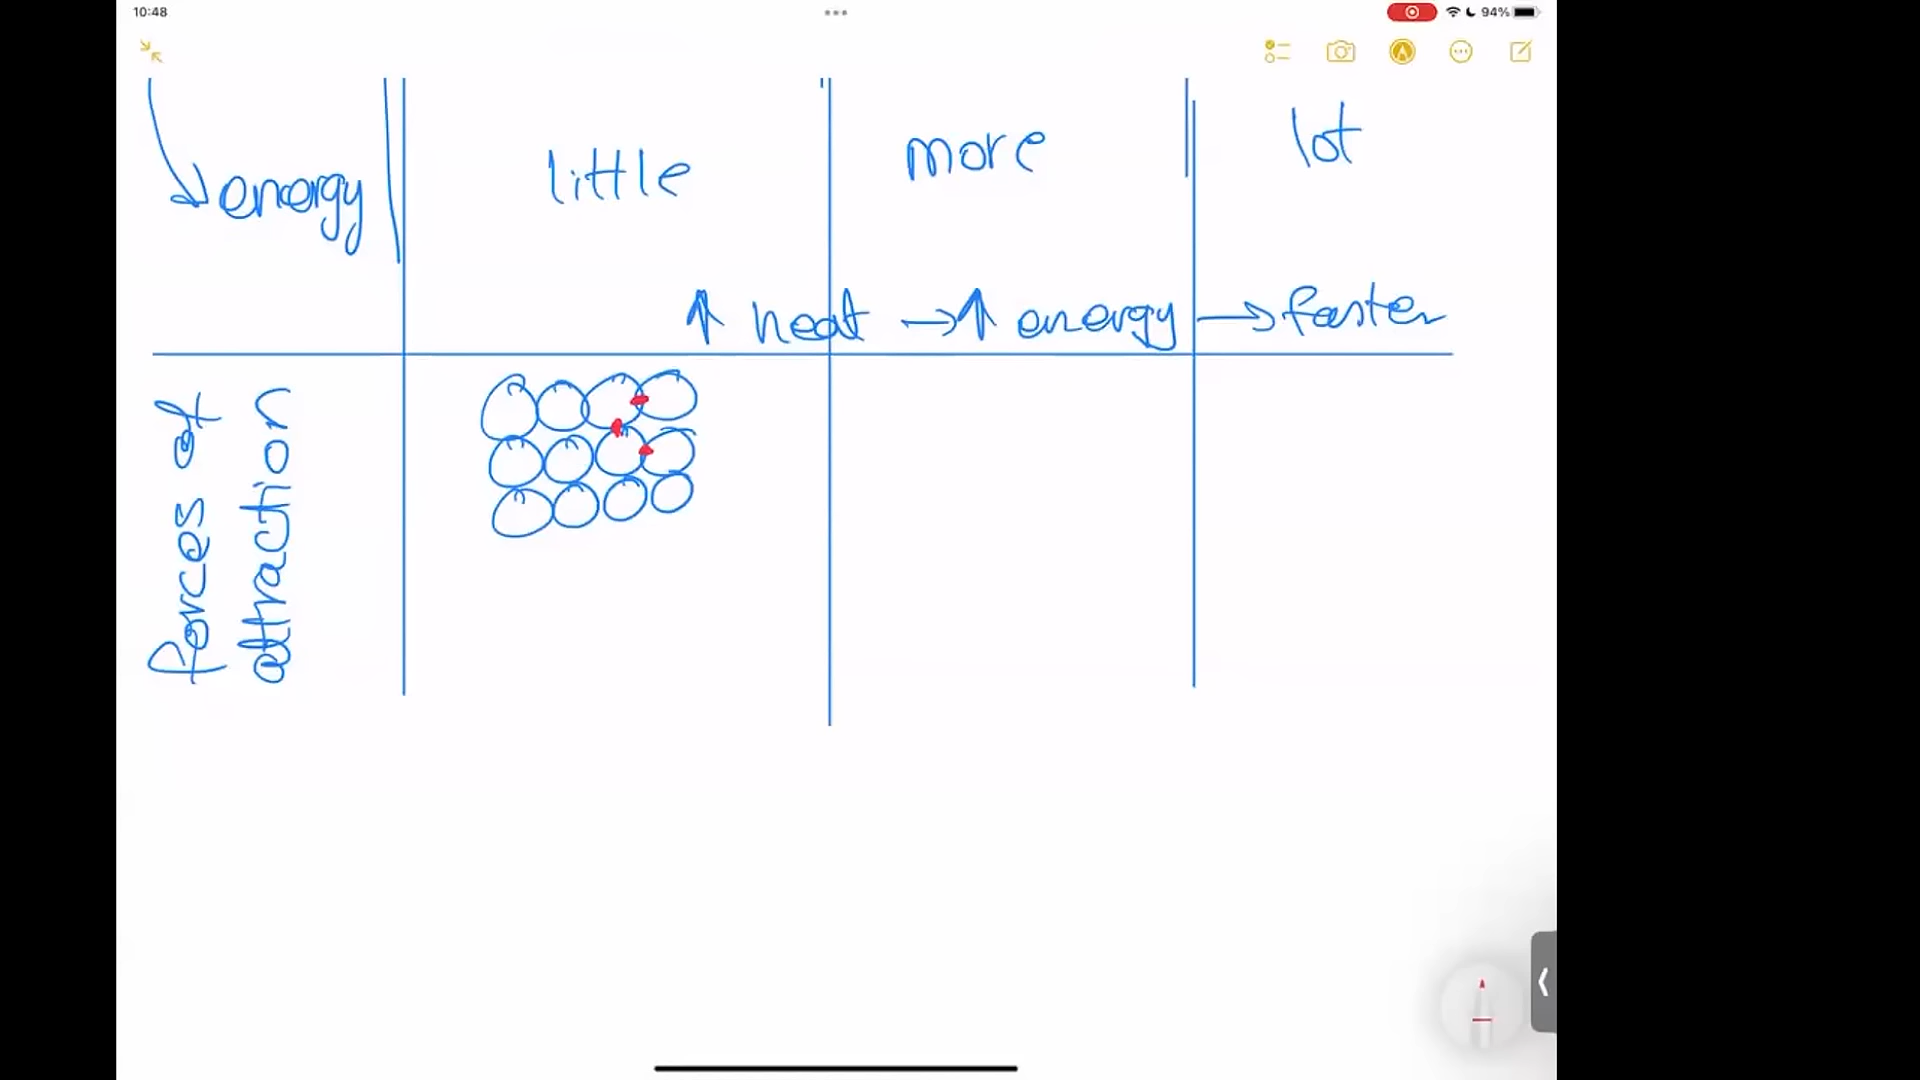 10:48
94%
energy
little
more
lot
↑ heat → ↑ energy → faster
forces of
attraction